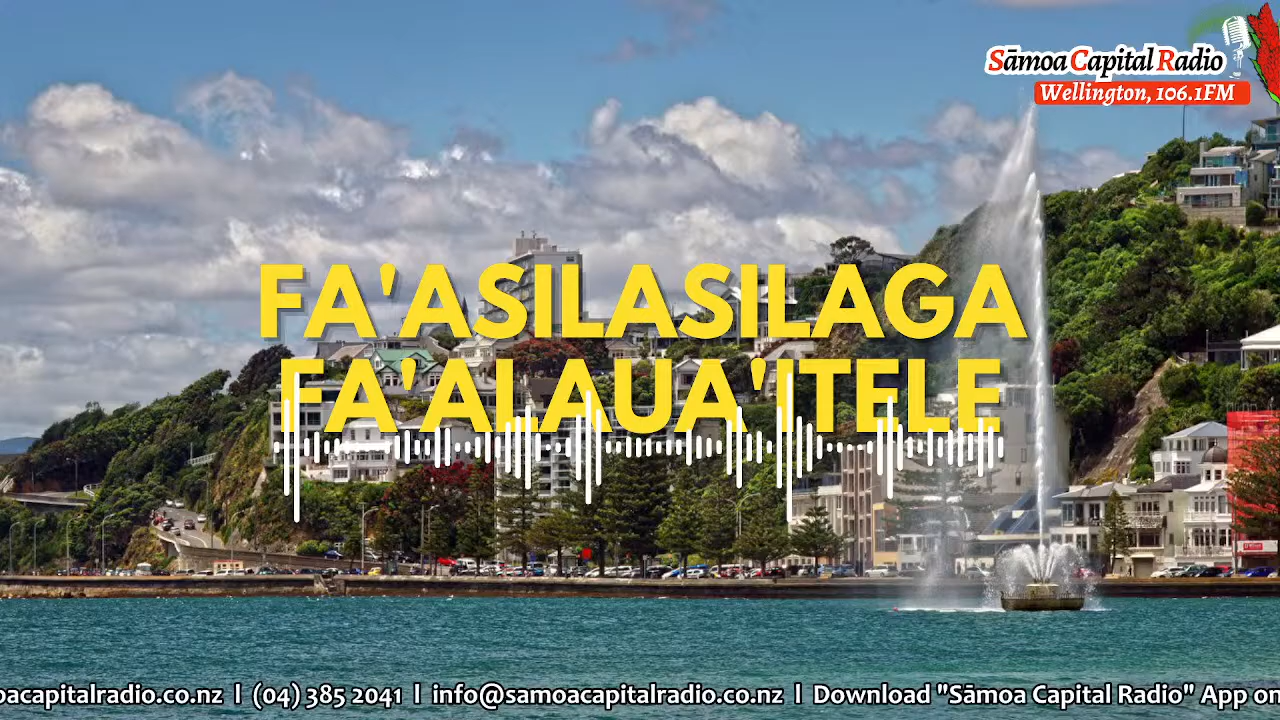 Sāmoa Capital Radio
Wellington, 106.1FM
FA'ASILASILAGA
FA'ALAUA'ITELE
oacapitalradio.co.nz | (04) 385 2041 | info@samoacapitalradio.co.nz | Download "Sāmoa Capital Radio" App on